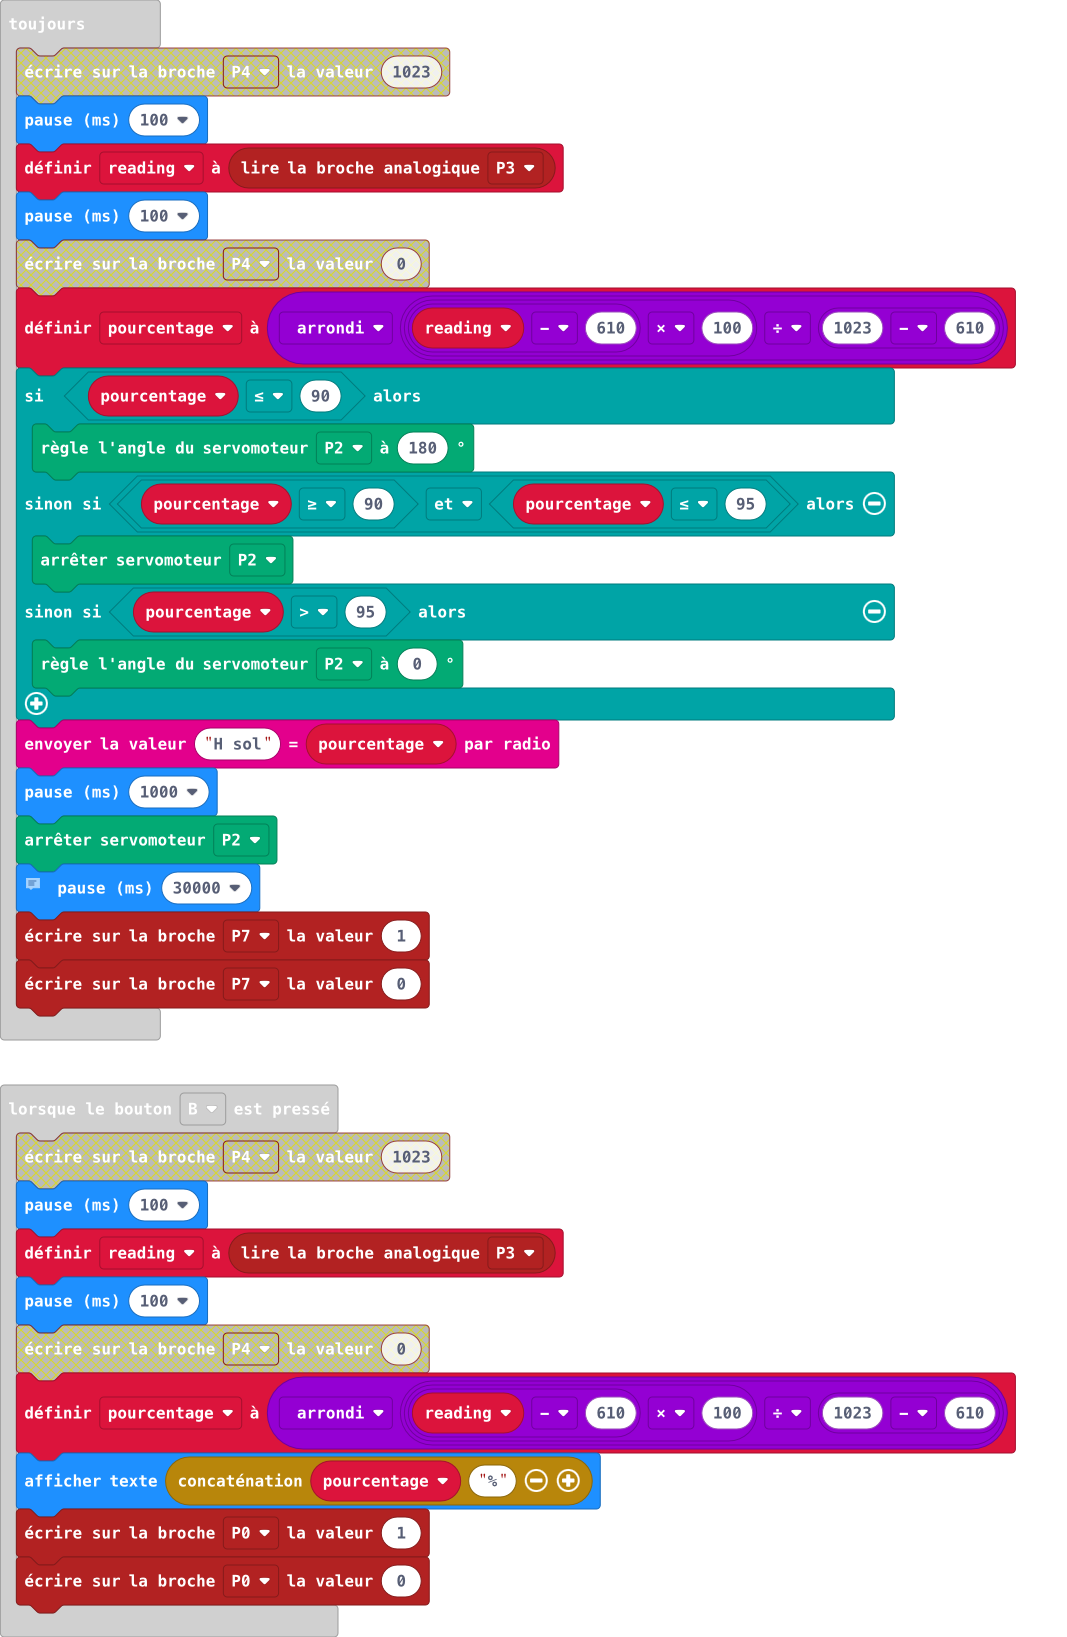 toujours
écrire sur la broche P4 la valeur 1023
pause (ms) 100
définir reading à lire la broche analogique P3
pause (ms) 100
écrire sur la broche P4 la valeur 0
définir pourcentage à arrondi reading - 610 × 100 ÷ 1023 - 610
si pourcentage ≤ 90 alors
règle l'angle du servomoteur P2 à 180 °
sinon si pourcentage ≥ 90 et pourcentage ≤ 95 alors
arrêter servomoteur P2
sinon si pourcentage > 95 alors
règle l'angle du servomoteur P2 à 0 °
envoyer la valeur "H sol" = pourcentage par radio
pause (ms) 1000
arrêter servomoteur P2
pause (ms) 30000
écrire sur la broche P7 la valeur 1
écrire sur la broche P7 la valeur 0
lorsque le bouton B est pressé
écrire sur la broche P4 la valeur 1023
pause (ms) 100
définir reading à lire la broche analogique P3
pause (ms) 100
écrire sur la broche P4 la valeur 0
définir pourcentage à arrondi reading - 610 × 100 ÷ 1023 - 610
afficher texte concaténation pourcentage "%"
écrire sur la broche P0 la valeur 1
écrire sur la broche P0 la valeur 0